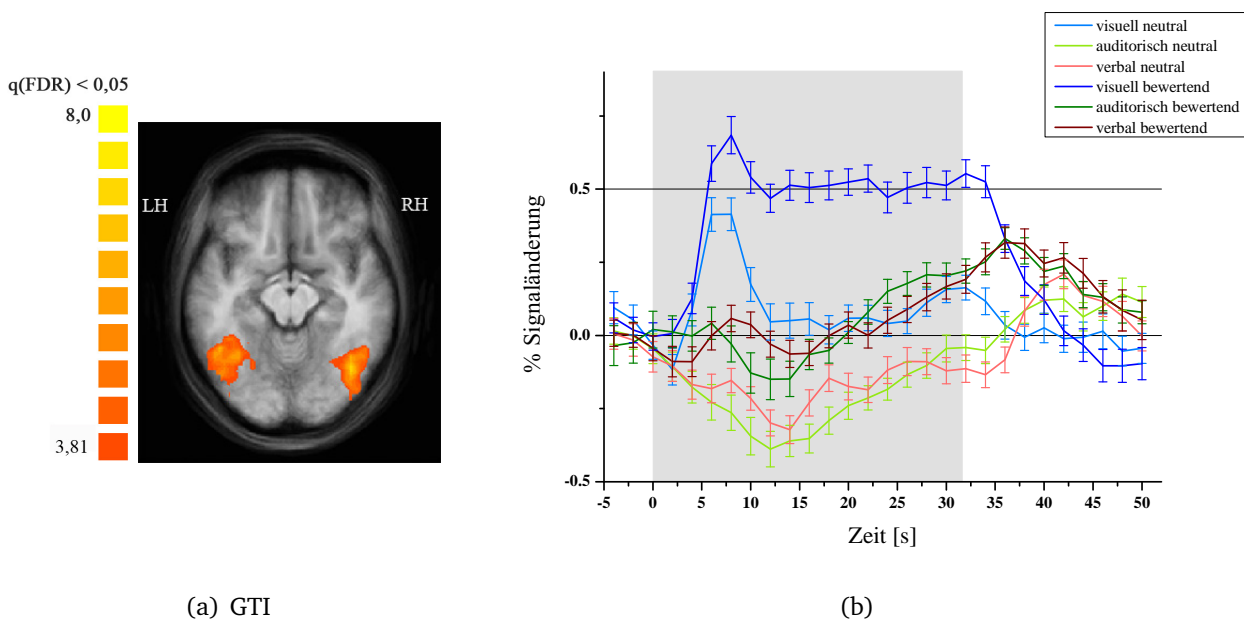 q(FDR) < 0,05
8,0
3,81
LH
RH
visuell neutral
auditorisch neutral
verbal neutral
visuell bewertend
auditorisch bewertend
verbal bewertend
% Signaländerung
0.5
0.0
-0.5
-5 0 5 10 15 20 25 30 35 40 45 50
Zeit [s]
(a) GTI
(b)